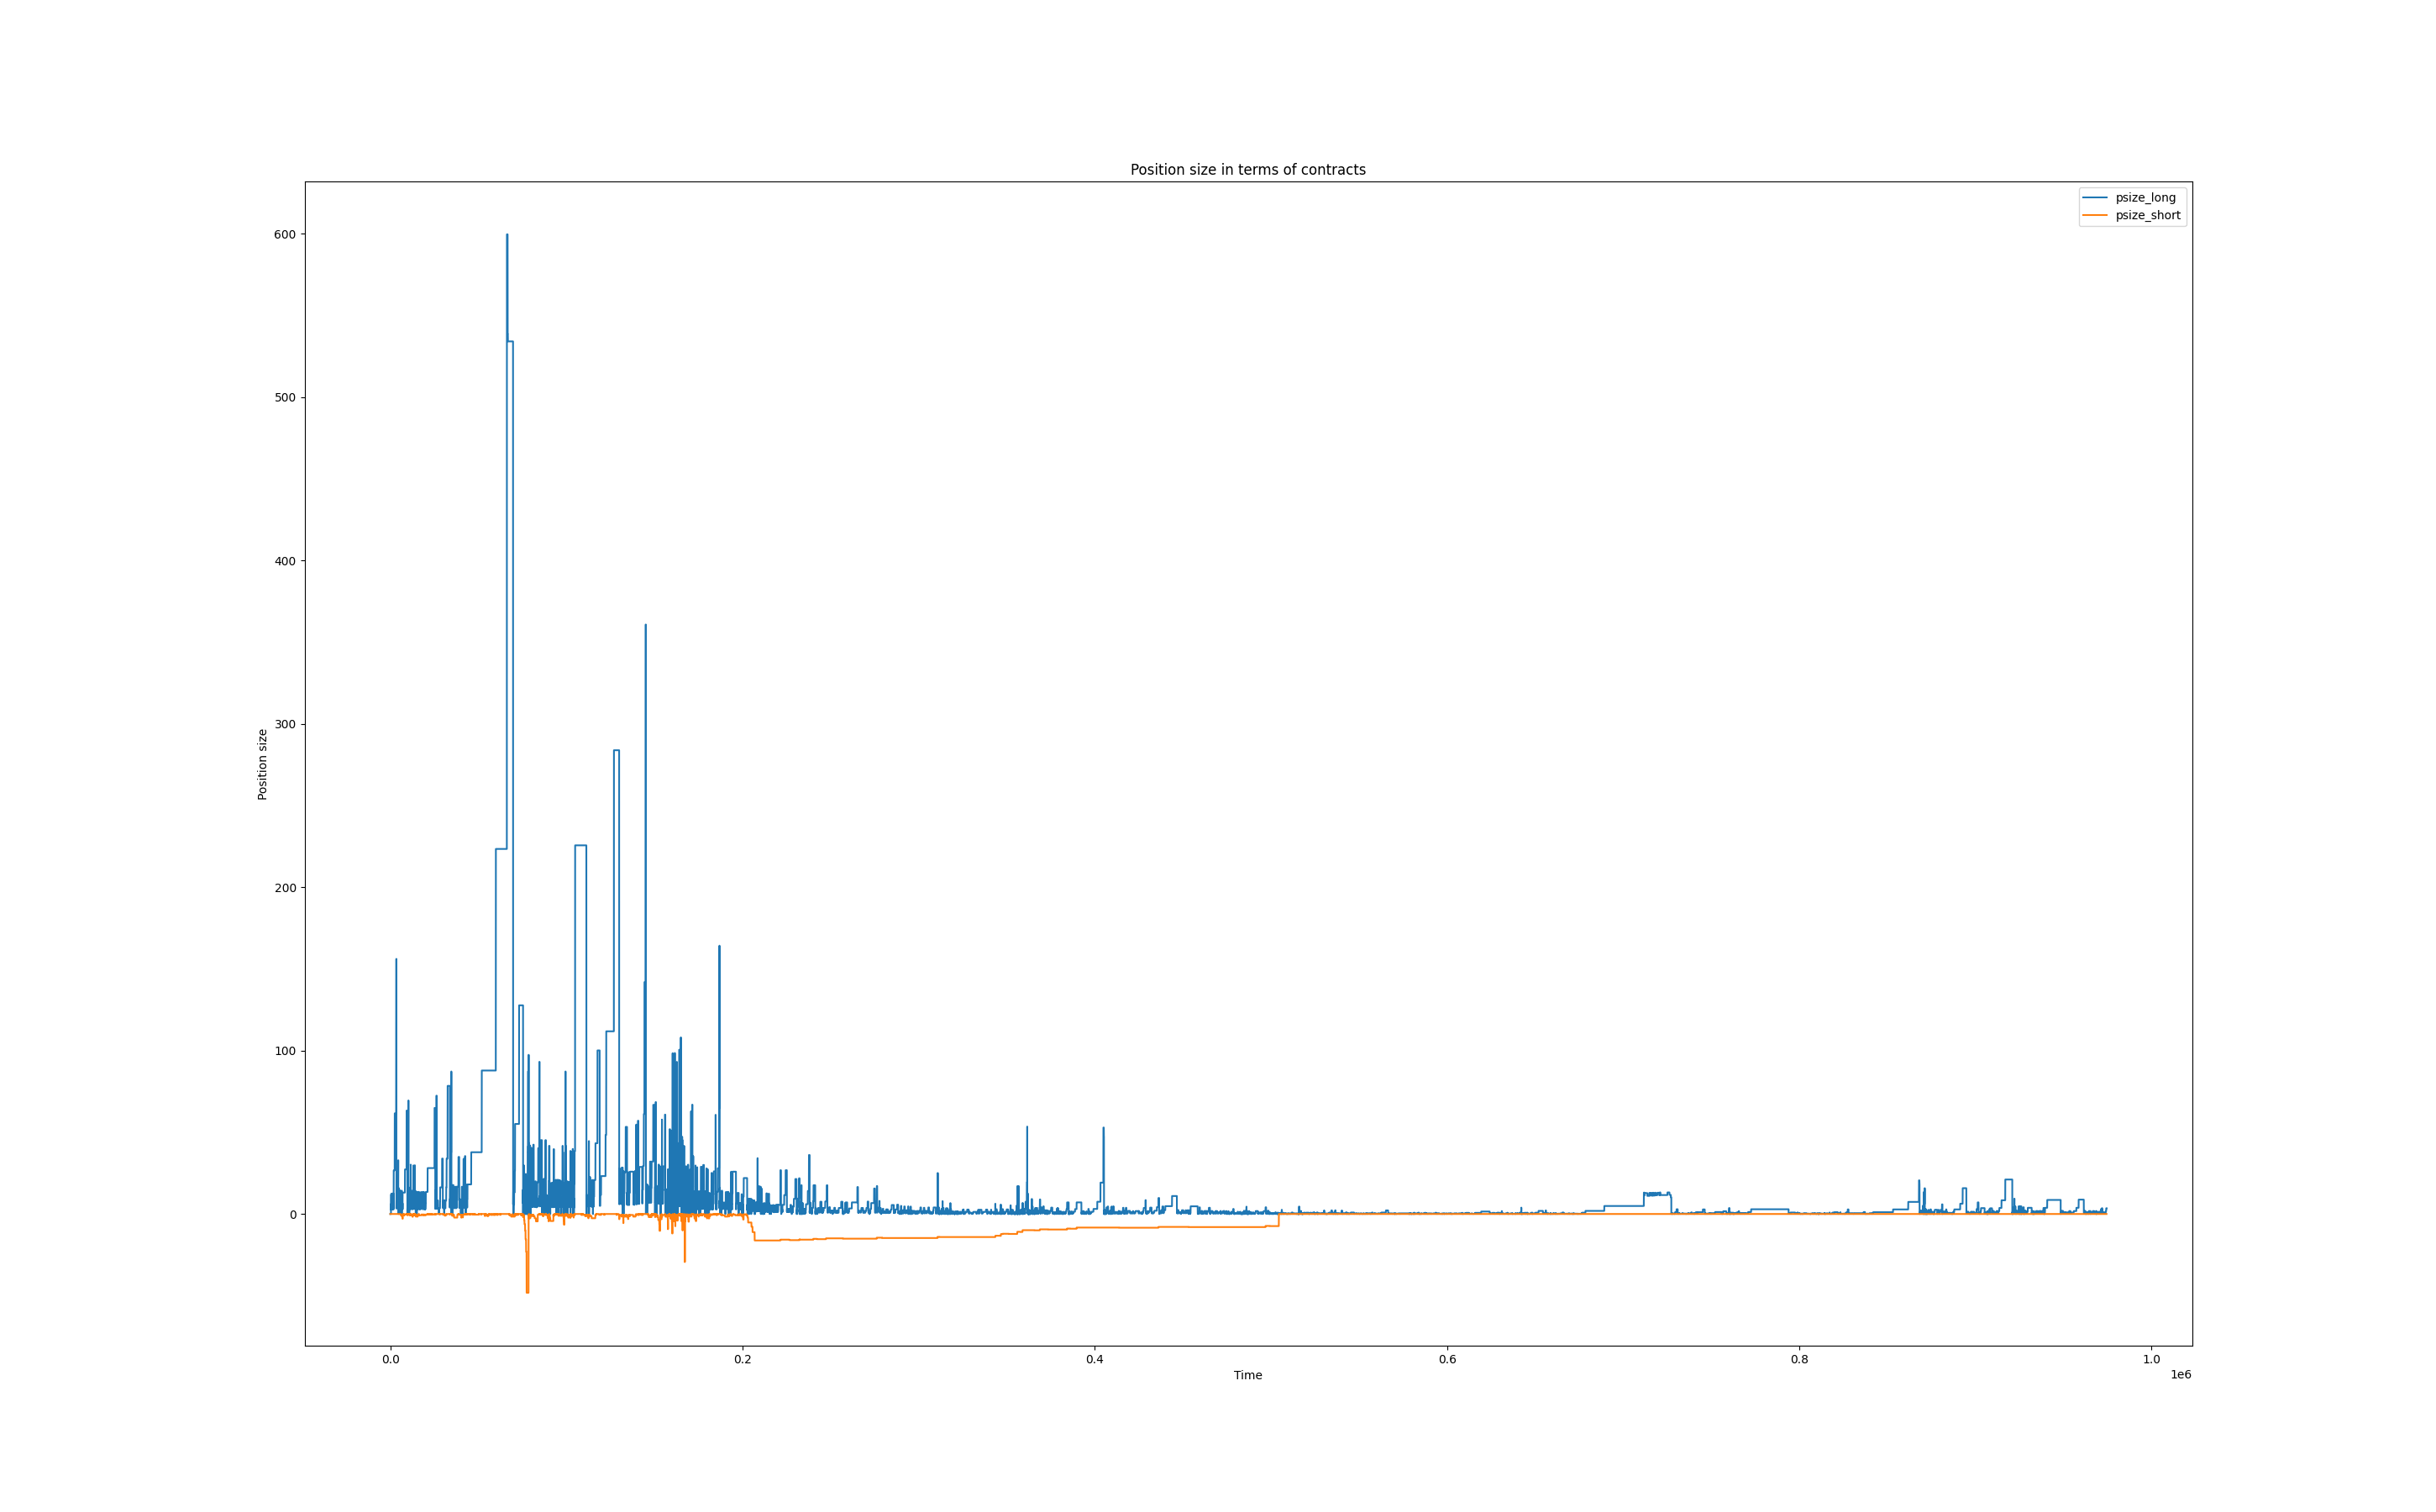 Position size in terms of contracts
psize_long
psize_short
600
500
400
300
200
100
0
Position size
0.0 0.2 0.4 0.6 0.8 1.0
Time
1e6